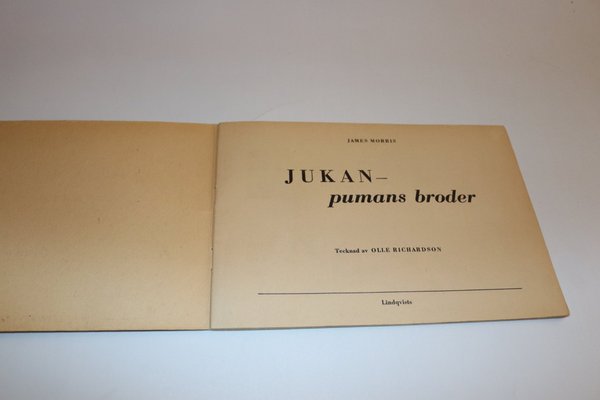 JAMES MORRIS
JUKAN–
pumans broder
Tecknad av OLLE RICHARDSON
Lindqvists